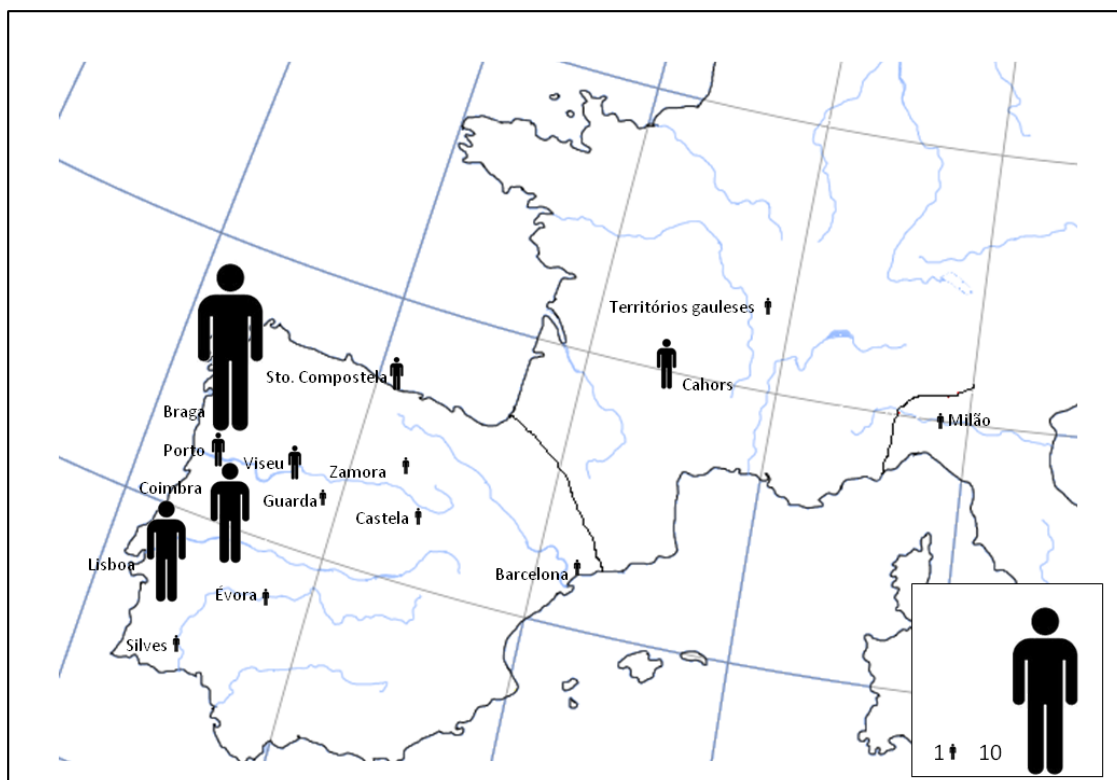 Territórios gauleses
Sto. Compostela
Cahors
Braga
Milão
Porto
Viseu
Zamora
Coimbra
Guarda
Castela
Lisboa
Barcelona
Évora
Silves
1 10